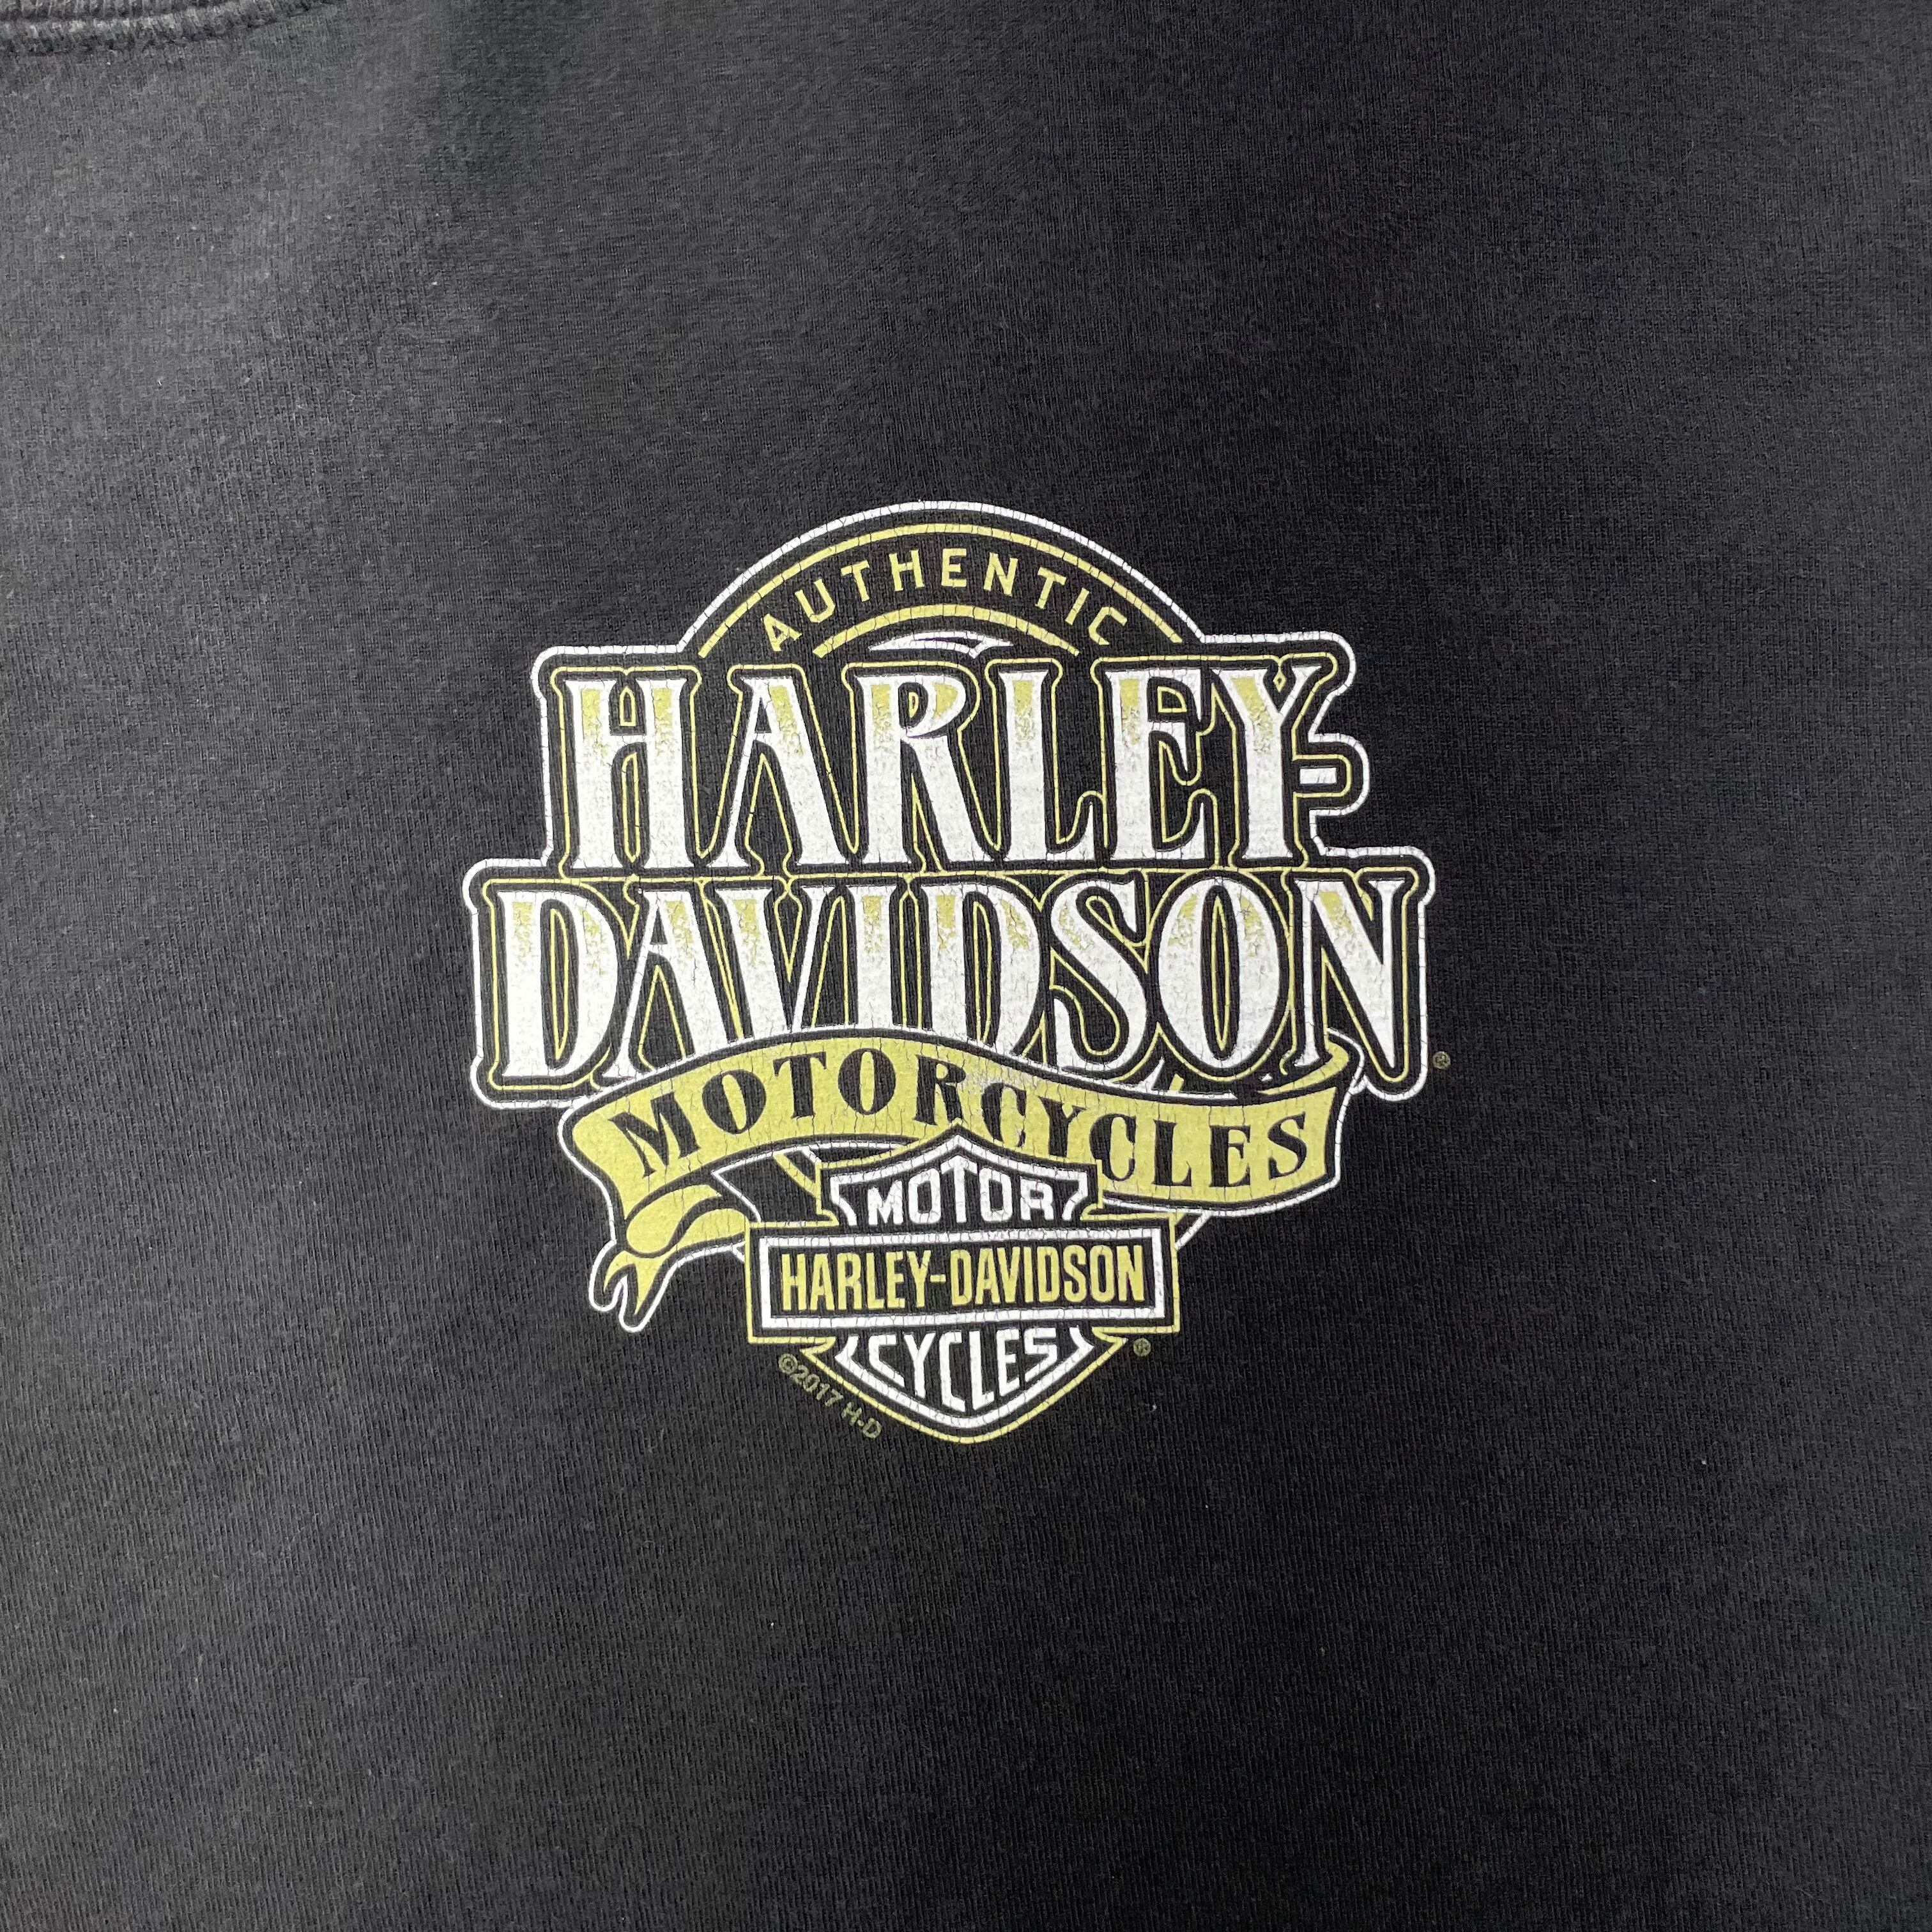 AUTHENTIC
HARLEY-
DAVIDSON®
MOTORCYCLES
MOTOR
HARLEY-DAVIDSON
CYCLES®
©2017 H-D